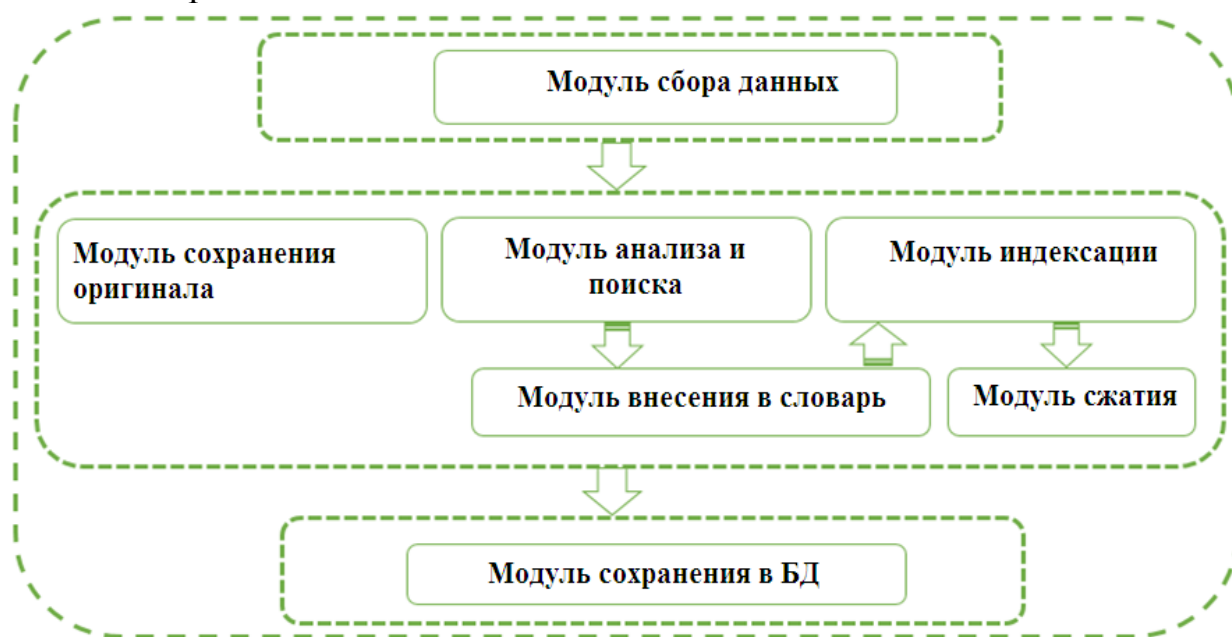 Модуль сбора данных
Модуль сохранения
оригинала
Модуль анализа и
поиска
Модуль индексации
Модуль внесения в словарь
Модуль сжатия
Модуль сохранения в БД